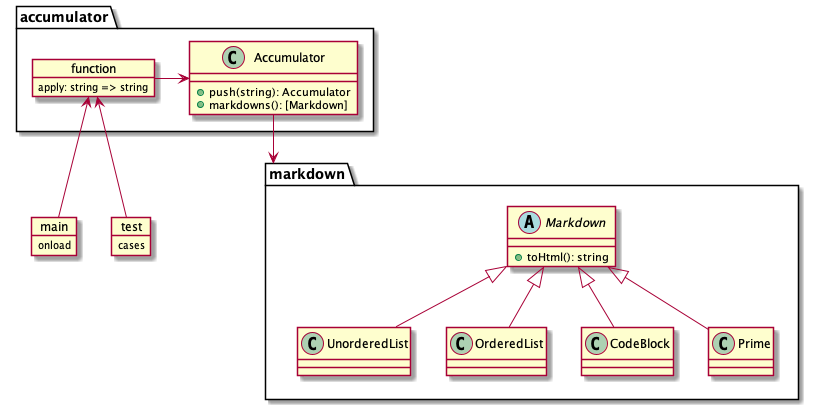 accumulator
function
apply: string => string
C Accumulator
push(string): Accumulator
markdowns(): [Markdown]
main
onload
test
cases
markdown
A Markdown
toHtml(): string
C UnorderedList
C OrderedList
C CodeBlock
C Prime